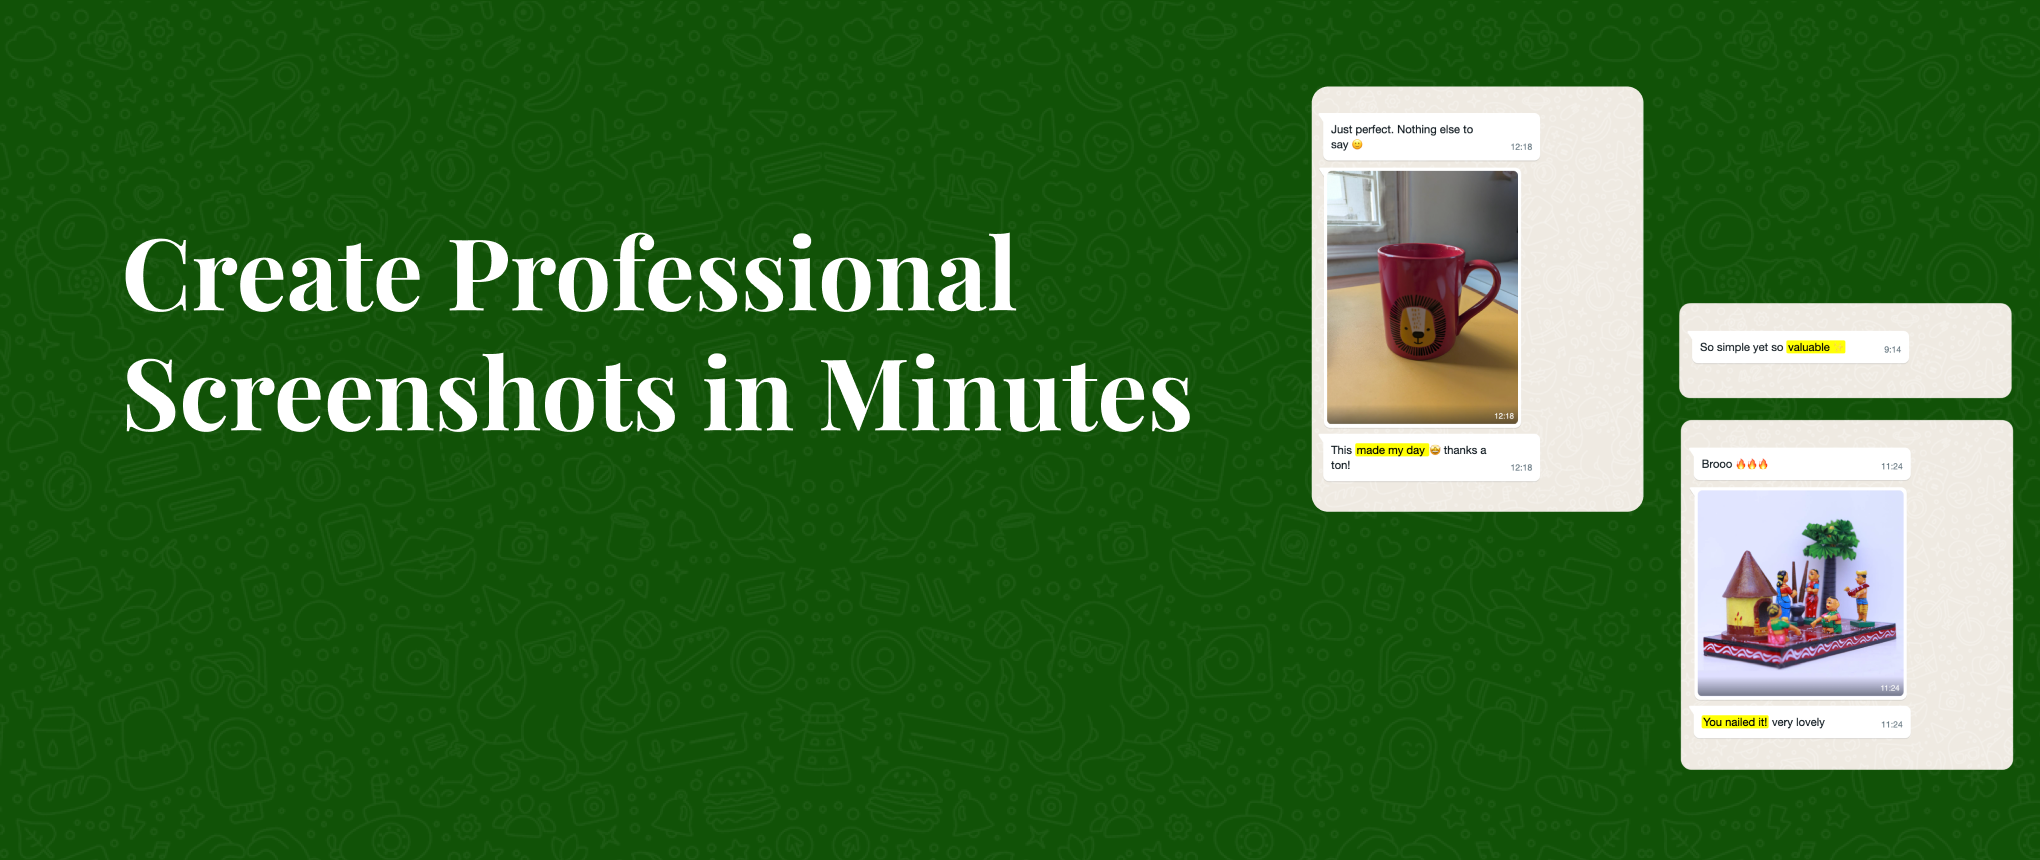 Create Professional
Screenshots in Minutes
Just perfect. Nothing else to
say 😊 12:18
12:18
This made my day 🤩 thanks a
ton! 12:18
So simple yet so valuable 9:14
Brooo 🔥🔥🔥 11:24
11:24
You nailed it! very lovely 11:24